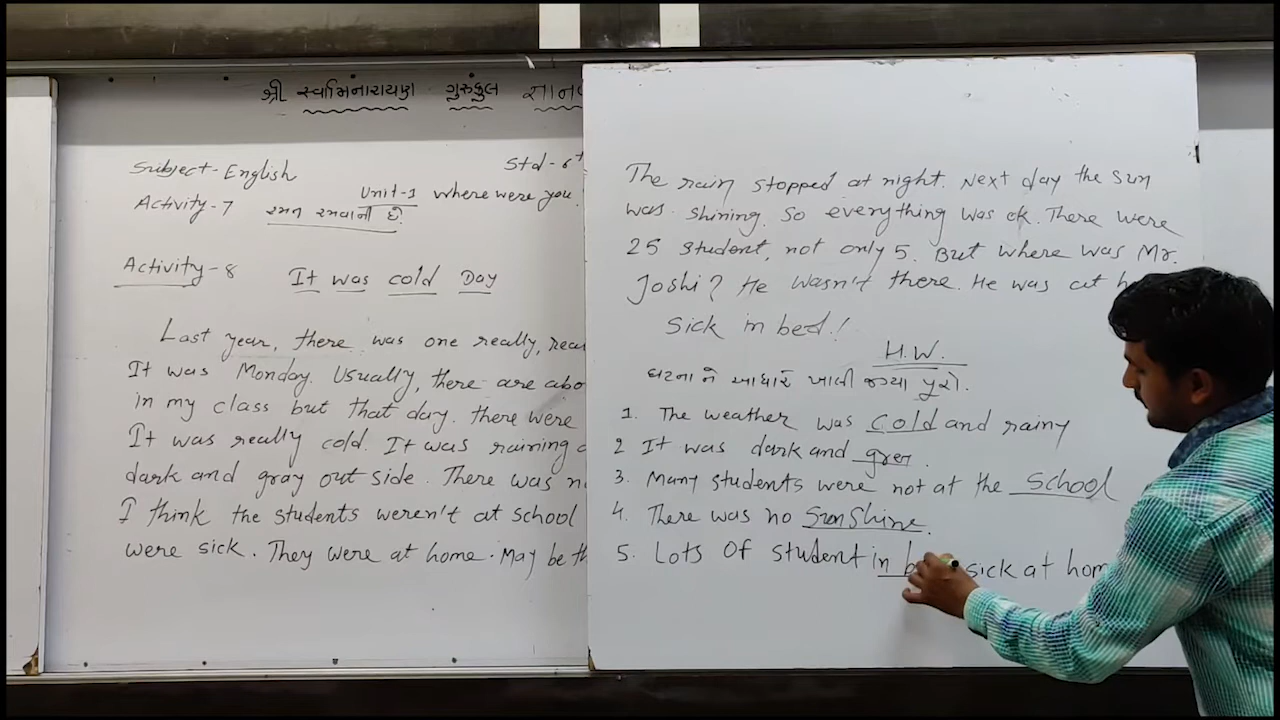 શ્રી સ્વામિનારાયણ ગુરુકુલ
Subject - English
Std - 6th
Unit-1 Where were you.
Activity - 7 રમત રમવાની છે.
Activity - 8 It was cold Day
Last year, there was one really,
It was Monday. Usually, there are
in my class but that day. there were
It was really cold. It was raining
dark and gray out side. There was
I think the students weren't at school
were sick. They were at home. May be
The rain stopped at night. Next day the sun
was shining. So everything was ok. There were
25 student, not only 5. But where was Mr.
Joshi? He wasn't there. He was at
Sick in bed!
H.W.
ઘટના ને આધારે ખાલી જગ્યા પુરો.
1. The weather was cold and rainy
2 It was dark and grey.
3. Many students were not at the school
4. There was no Sunshine.
5. Lots of student in sick at